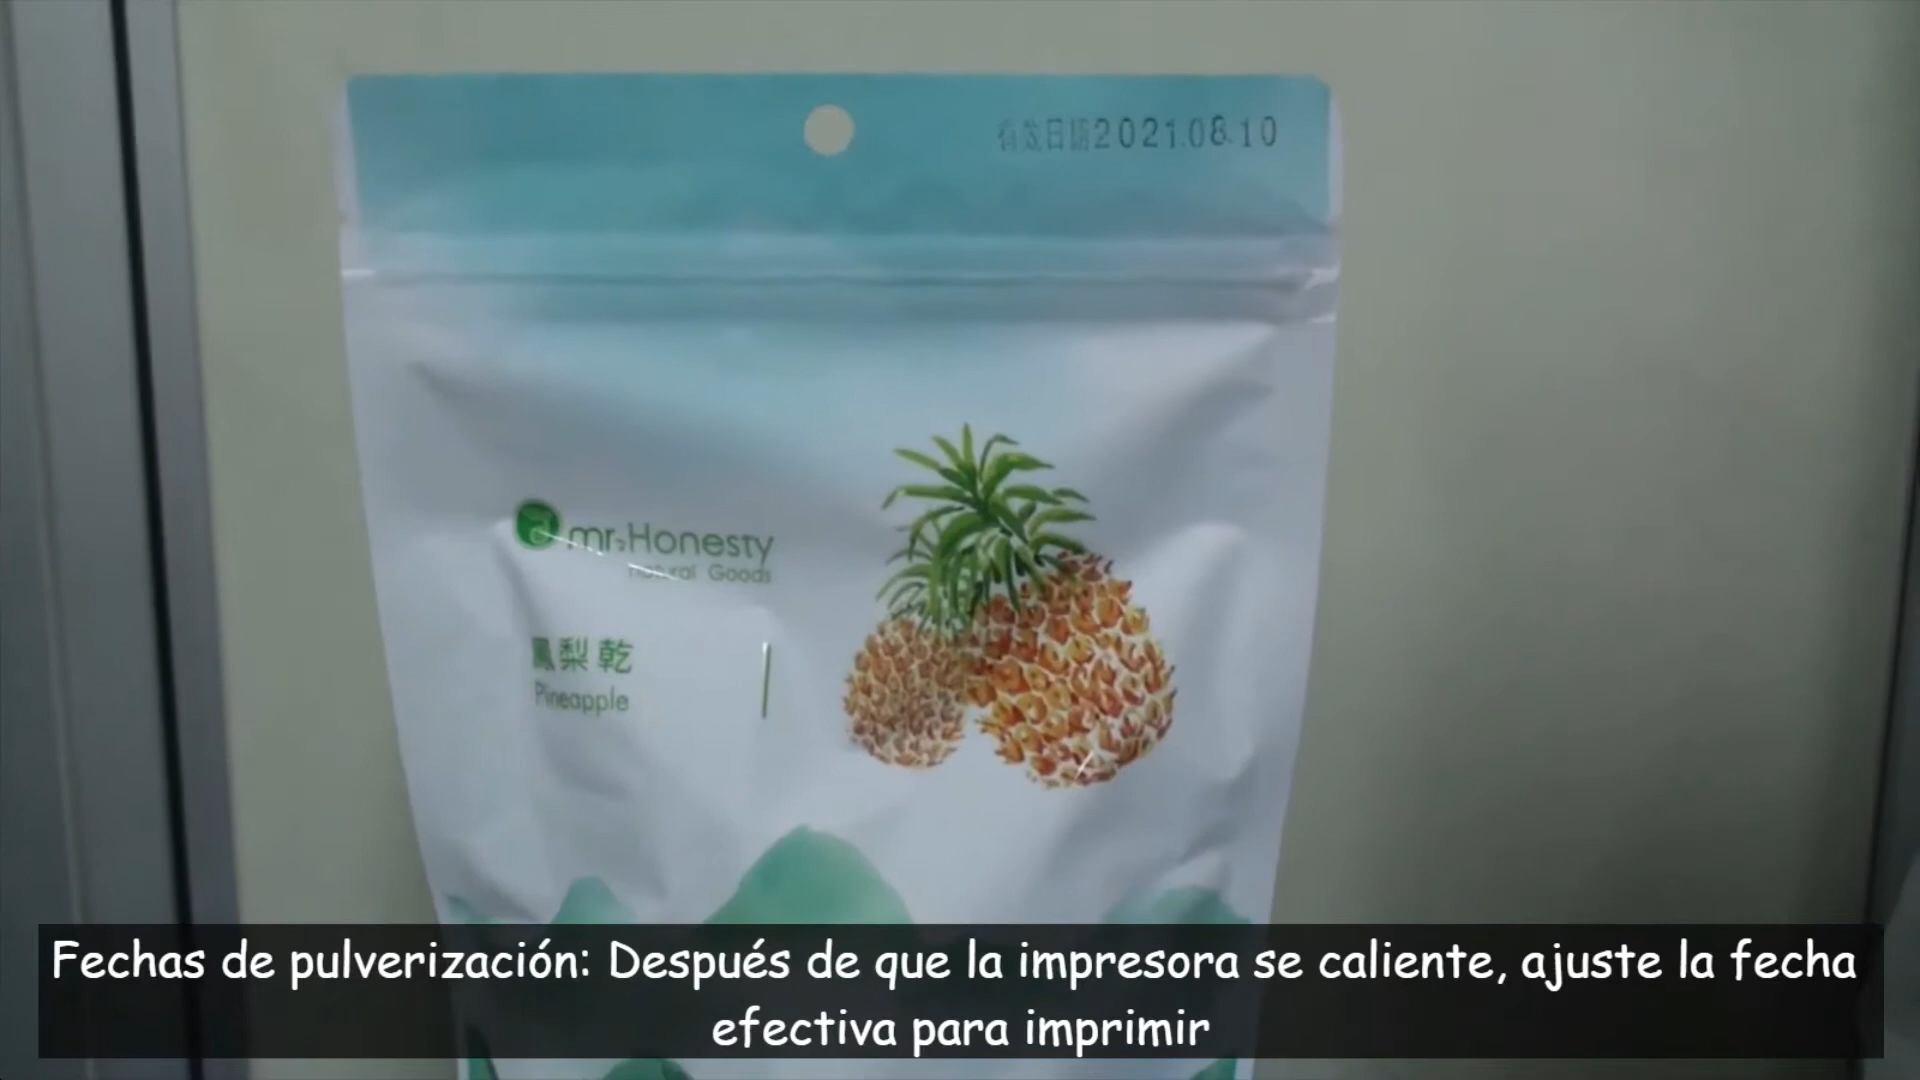 有效日期2021.08.10
mr.Honesty
natural Goods
鳳梨乾
Pineapple
Fechas de pulverización: Después de que la impresora se caliente, ajuste la fecha
efectiva para imprimir